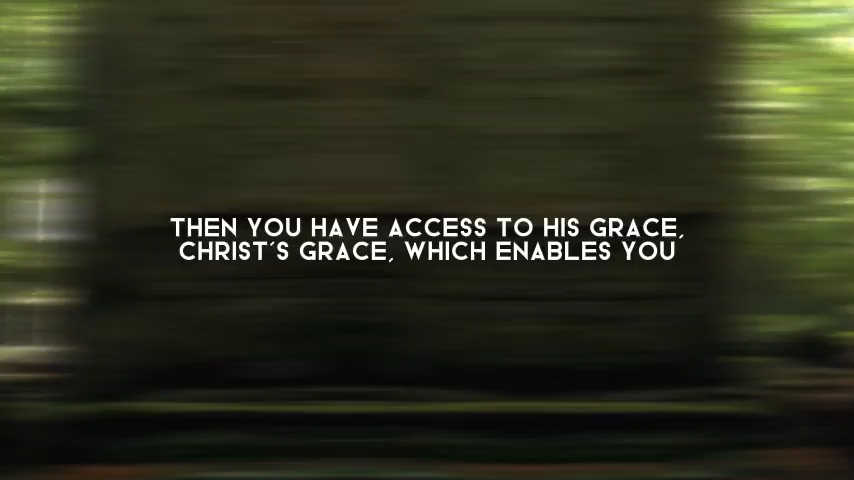 THEN YOU HAVE ACCESS TO HIS GRACE,
CHRIST'S GRACE, WHICH ENABLES YOU